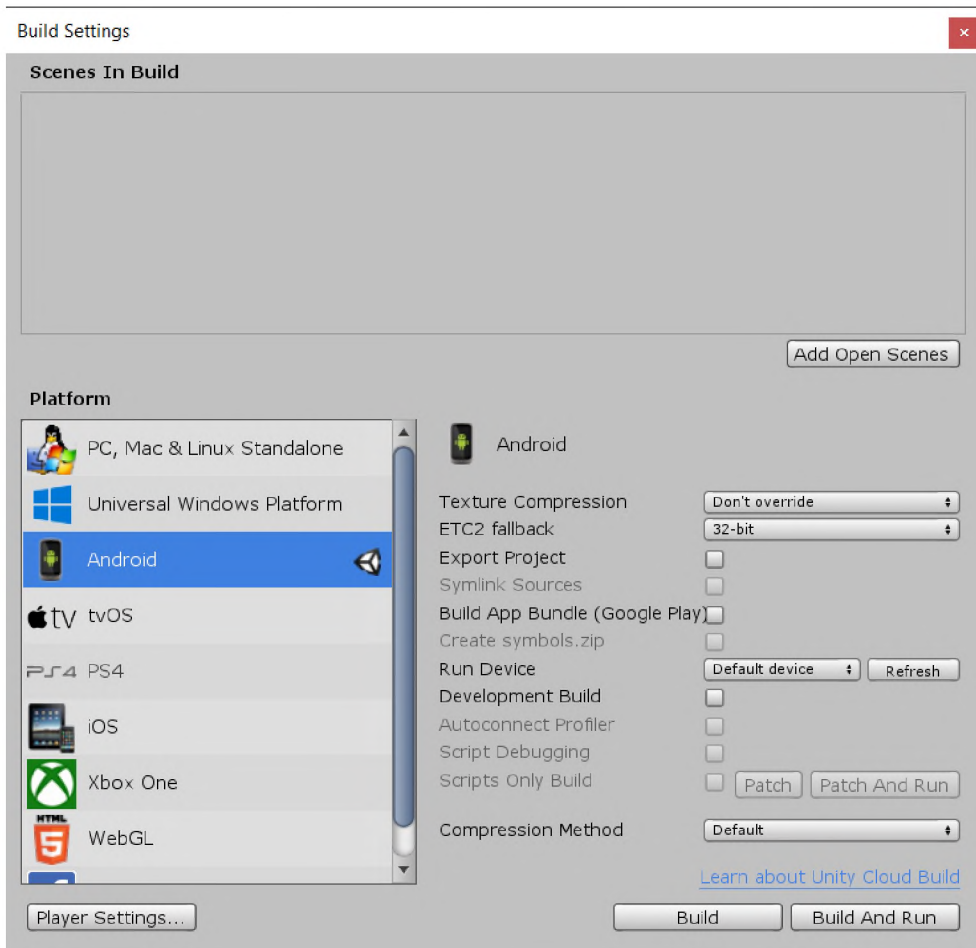 Build Settings
Scenes In Build
Add Open Scenes
Platform
PC, Mac & Linux Standalone
Universal Windows Platform
Android
tv tvOS
PS4 PS4
iOS
Xbox One
HTML
5 WebGL
Android
Texture Compression Don't override
ETC2 fallback 32-bit
Export Project
Symlink Sources
Build App Bundle (Google Play)
Create symbols.zip
Run Device Default device Refresh
Development Build
Autoconnect Profiler
Script Debugging
Scripts Only Build Patch Patch And Run
Compression Method Default
Learn about Unity Cloud Build
Player Settings... Build Build And Run